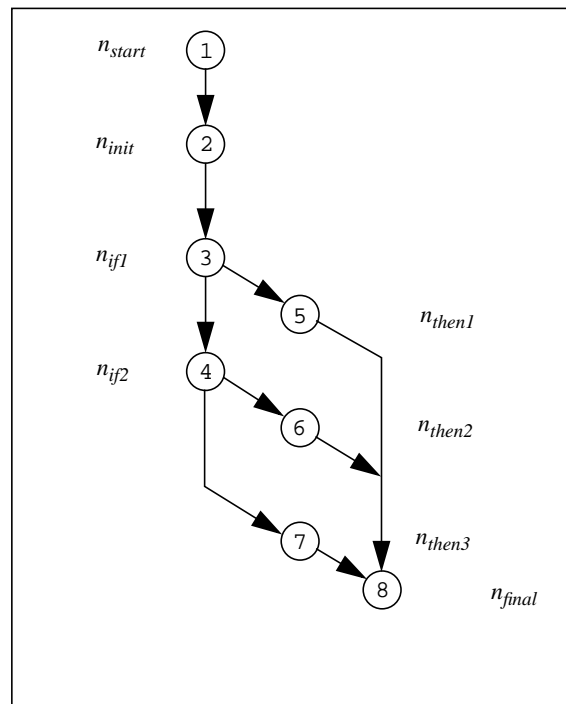 n_start 1
n_init 2
n_if1 3
5 n_then1
n_if2 4
6 n_then2
7 n_then3
8 n_final